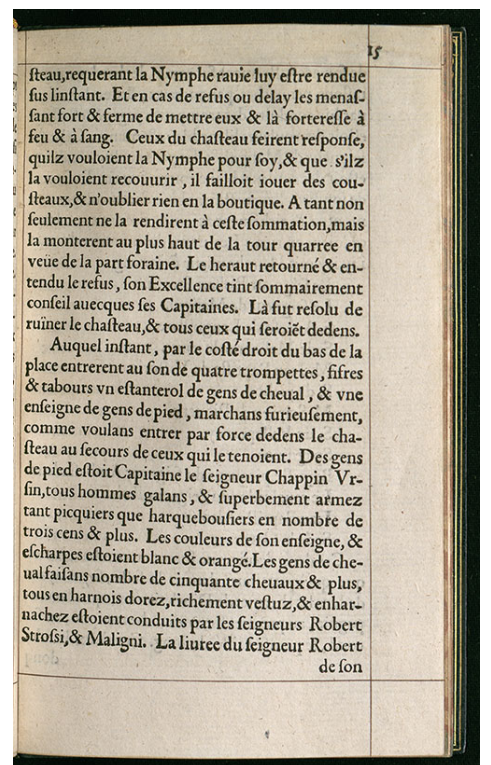 15
ſteau,requerant la Nymphe rauie luy eſtre rendue
ſus linſtant. Et en cas de refus ou delay les menaſ-
ſant fort & ferme de mettre eux & là fortereſſe à
feu & à ſang. Ceux du chaſteau feirent reſponſe,
quilz vouloient la Nymphe pour ſoy,& que s'ilz
la vouloient recouurir , il failloit iouer des cou-
ſteaux,& n'oublier rien en la boutique. A tant non
ſeulement ne la rendirent à ceſte ſommation,mais
la monterent au plus haut de la tour quarree en
veüe de la part foraine. Le heraut retourné & en-
tendu le refus , ſon Excellence tint ſommairement
conſeil auecques ſes Capitaines. Là fut reſolu de
ruïner le chaſteau,& tous ceux qui ſeroiẽt dedens.
Auquel inſtant , par le coſté droit du bas de la
place entrerent au ſon de quatre trompettes , fifres
& tabours vn eſtanterol de gens de cheual , & vne
enſeigne de gens de pied , marchans furieuſement,
comme voulans entrer par force dedens le cha-
ſteau au ſecours de ceux qui le tenoient. Des gens
de pied eſtoit Capitaine le ſeigneur Chappin Vr-
ſin,tous hommes galans , & ſuperbement armez
tant picquiers que harquebouſiers en nombre de
trois cens & plus. Les couleurs de ſon enſeigne, &
eſcharpes eſtoient blanc & orangé.Les gens de che-
ual faiſans nombre de cinquante cheuaux & plus,
tous en harnois dorez,richement veſtuz,& enhar-
nachez eſtoient conduits par les ſeigneurs Robert
Stroſsi,& Maligni. La liuree du ſeigneur Robert
de ſon